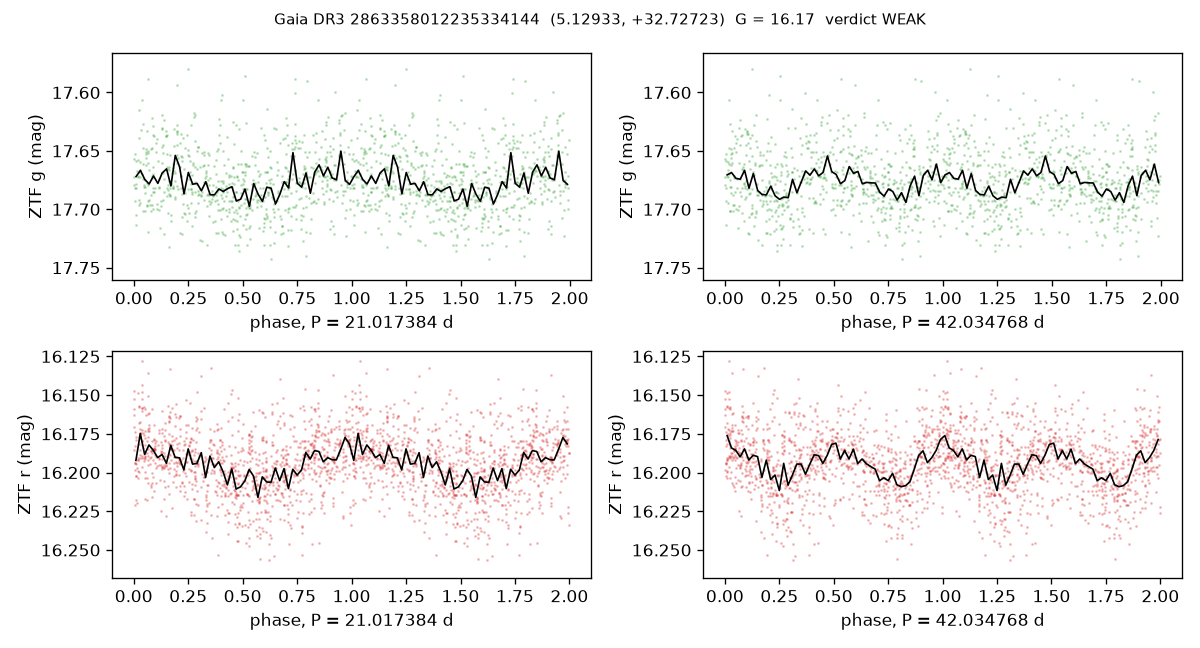 Gaia DR3 2863358012235334144 (5.12933, +32.72723) G = 16.17 verdict WEAK
ZTF g (mag)
17.60
17.65
17.70
17.75
0.00 0.25 0.50 0.75 1.00 1.25 1.50 1.75 2.00
phase, P = 21.017384 d
ZTF g (mag)
17.60
17.65
17.70
17.75
0.00 0.25 0.50 0.75 1.00 1.25 1.50 1.75 2.00
phase, P = 42.034768 d
ZTF r (mag)
16.125
16.150
16.175
16.200
16.225
16.250
0.00 0.25 0.50 0.75 1.00 1.25 1.50 1.75 2.00
phase, P = 21.017384 d
ZTF r (mag)
16.125
16.150
16.175
16.200
16.225
16.250
0.00 0.25 0.50 0.75 1.00 1.25 1.50 1.75 2.00
phase, P = 42.034768 d